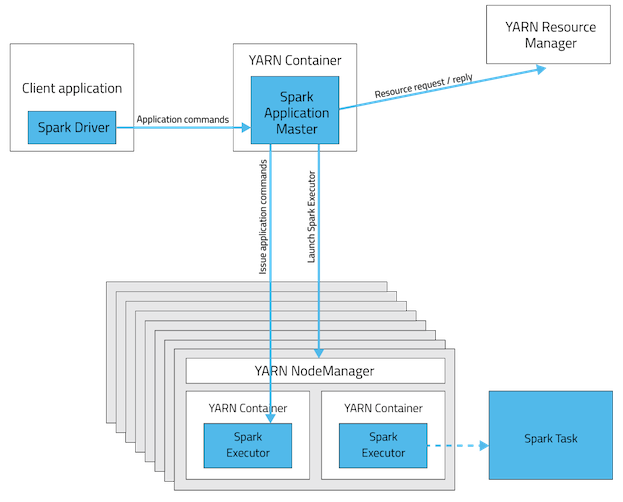 YARN Resource
Manager
YARN Container
Client application
Spark
Application
Master
Spark Driver
Application commands
Resource request / reply
Issue application commands
Launch Spark Executor
YARN NodeManager
YARN Container
YARN Container
Spark
Executor
Spark
Executor
Spark Task